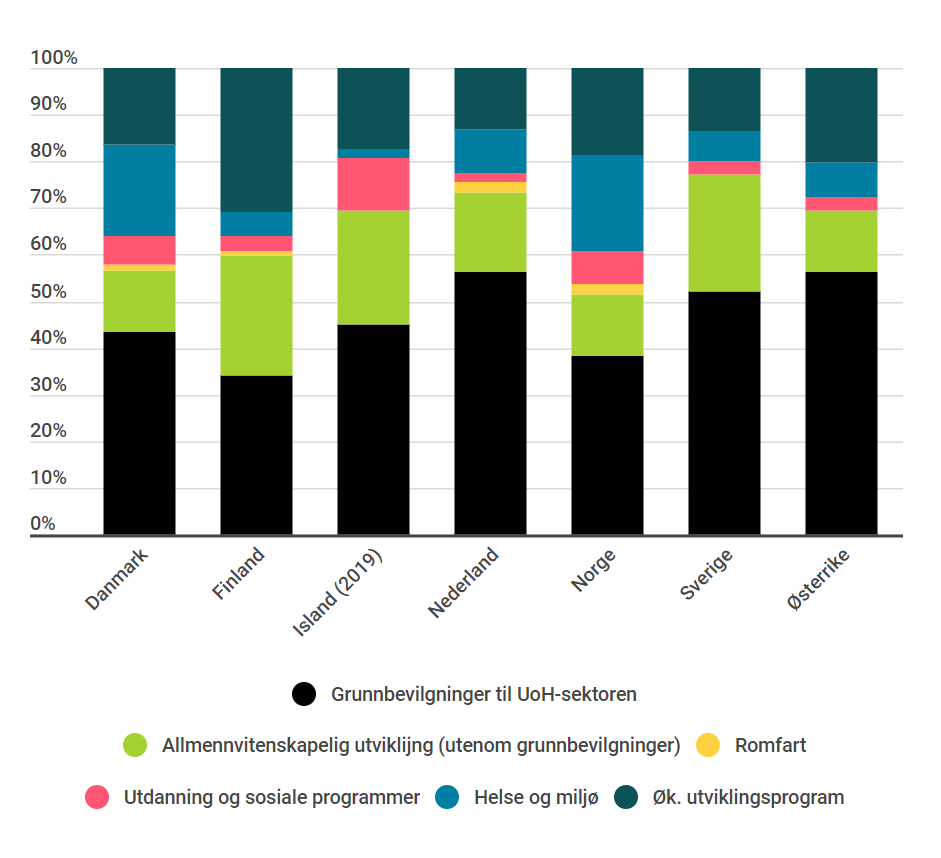 100%
90%
80%
70%
60%
50%
40%
30%
20%
10%
0%
Danmark
Finland
Island (2019)
Nederland
Norge
Sverige
Østerrike
Grunnbevilgninger til UoH-sektoren
Allmennvitenskapelig utviklijng (utenom grunnbevilgninger) Romfart
Utdanning og sosiale programmer Helse og miljø Øk. utviklingsprogram